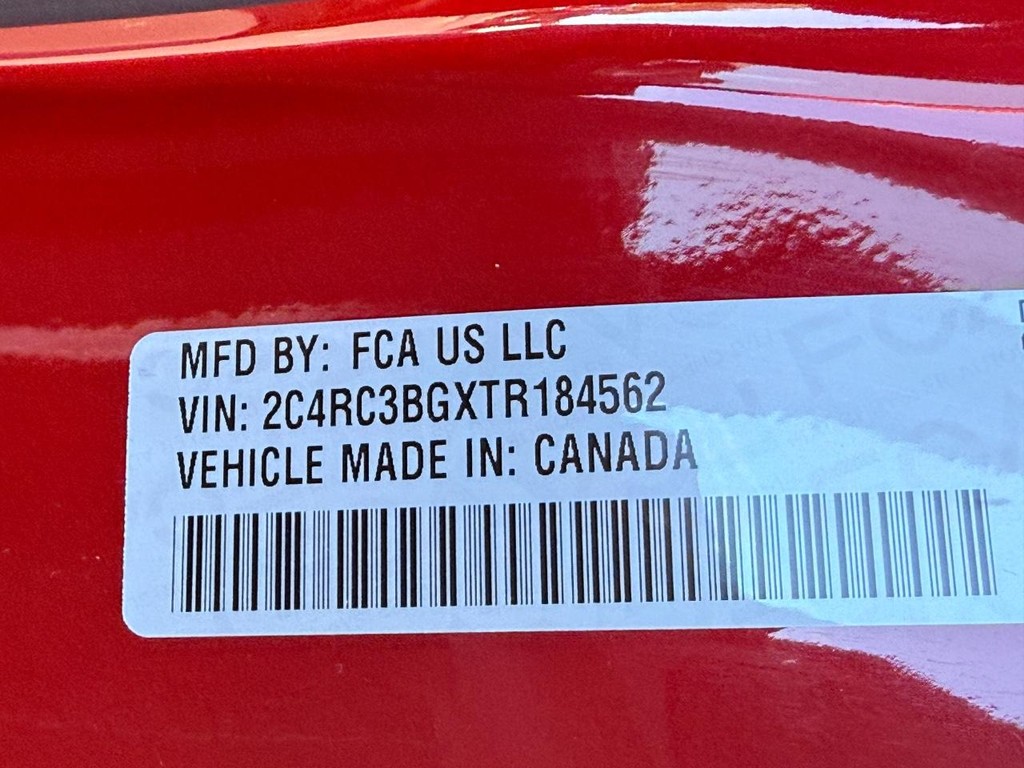 MFD BY: FCA US LLC
VIN: 2C4RC3BGXTR184562
VEHICLE MADE IN: CANADA